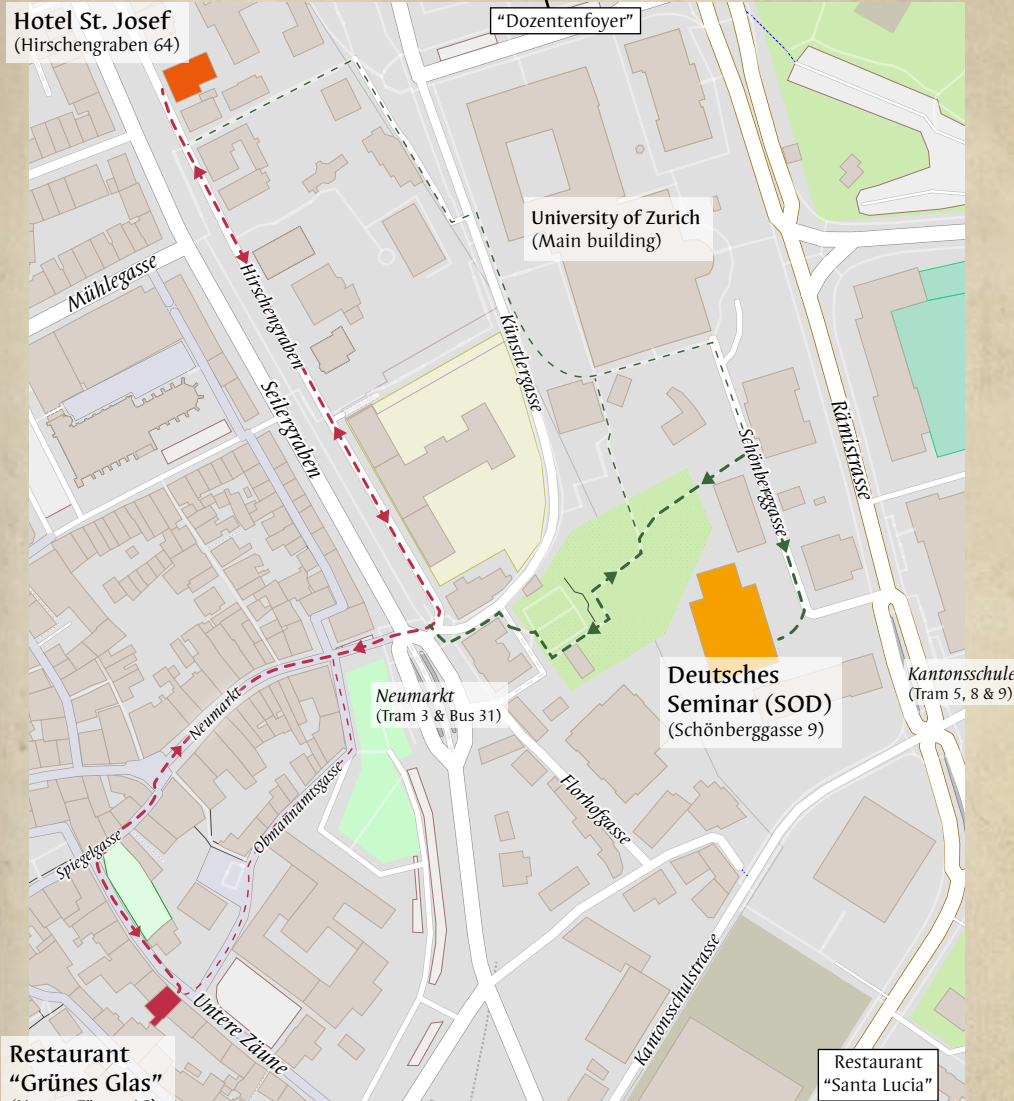 Hotel St. Josef
(Hirschengraben 64)
“Dozentenfoyer”
University of Zurich
(Main building)
Mühlegasse
Hirschengraben
Seilergraben
Künstlergasse
Rämistrasse
Schönberggasse
Deutsches
Seminar (SOD)
(Schönberggasse 9)
Kantonsschule
(Tram 5, 8 & 9)
Neumarkt
(Tram 3 & Bus 31)
Neumarkt
Obmannamtsgasse
Florhofgasse
Spiegelgasse
Kantonsschulstrasse
Untere Zäune
Restaurant
“Grünes Glas”
Restaurant
“Santa Lucia”